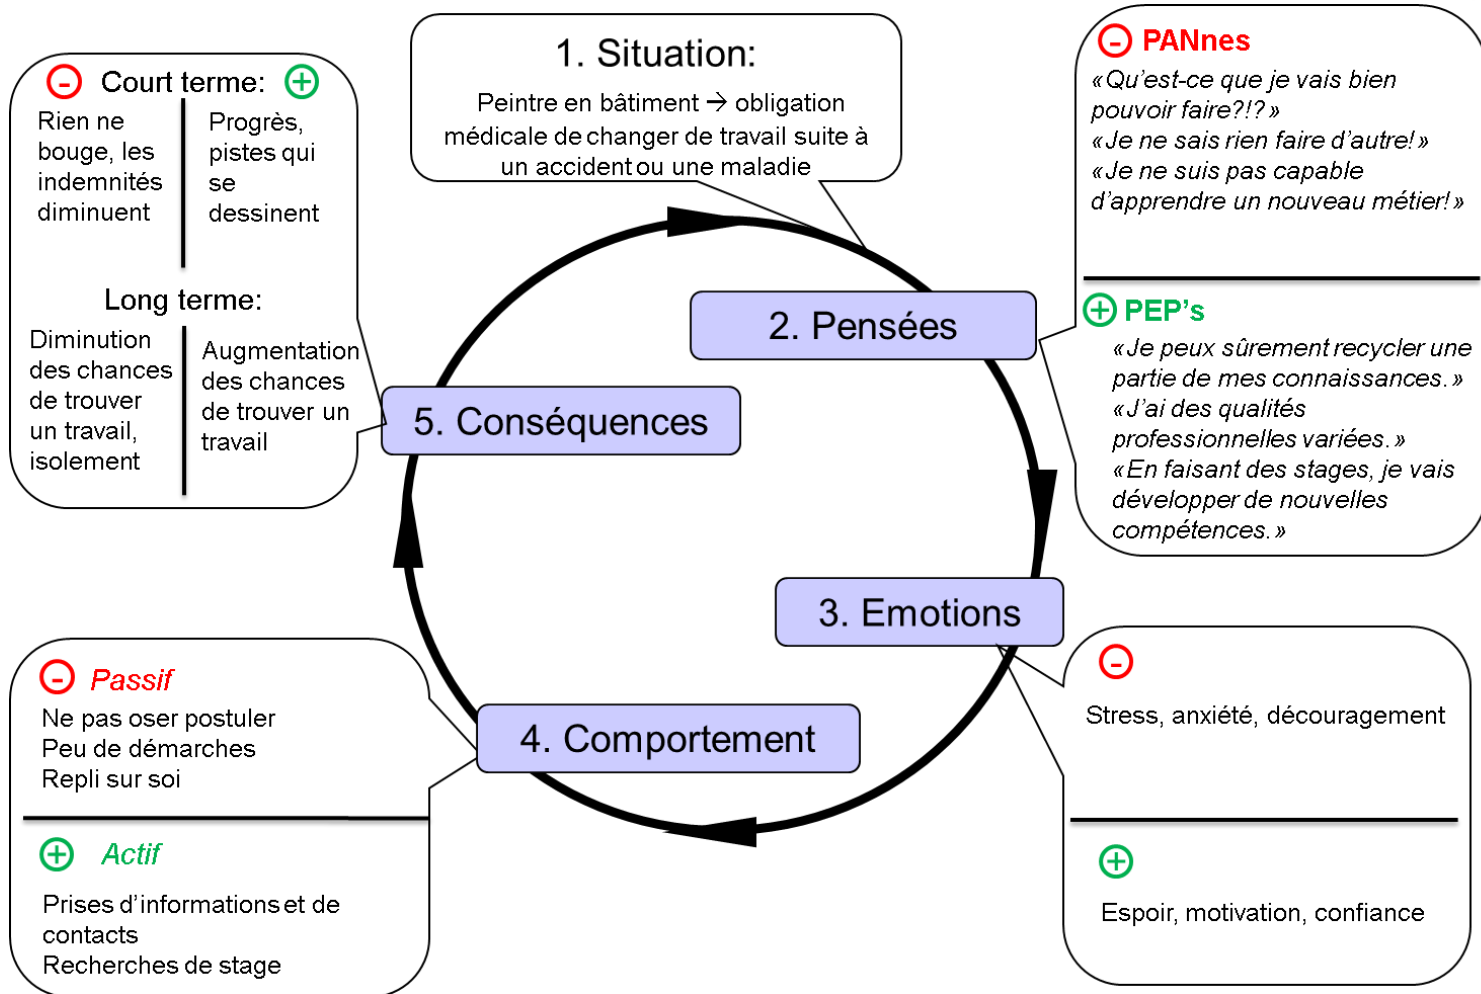 1. Situation:
Peintre en bâtiment → obligation
médicale de changer de travail suite à
un accident ou une maladie
- PANnes
«Qu'est-ce que je vais bien
pouvoir faire?!?»
«Je ne sais rien faire d'autre!»
«Je ne suis pas capable
d'apprendre un nouveau métier!»
+ PEP's
«Je peux sûrement recycler une
partie de mes connaissances.»
«J'ai des qualités
professionnelles variées.»
«En faisant des stages, je vais
développer de nouvelles
compétences.»
2. Pensées
3. Emotions
-
Stress, anxiété, découragement
+
Espoir, motivation, confiance
4. Comportement
- Passif
Ne pas oser postuler
Peu de démarches
Repli sur soi
+ Actif
Prises d'informations et de
contacts
Recherches de stage
5. Conséquences
- Court terme: +
Rien ne
bouge, les
indemnités
diminuent
Progrès,
pistes qui
se
dessinent
Long terme:
Diminution
des chances
de trouver
un travail,
isolement
Augmentation
des chances
de trouver un
travail